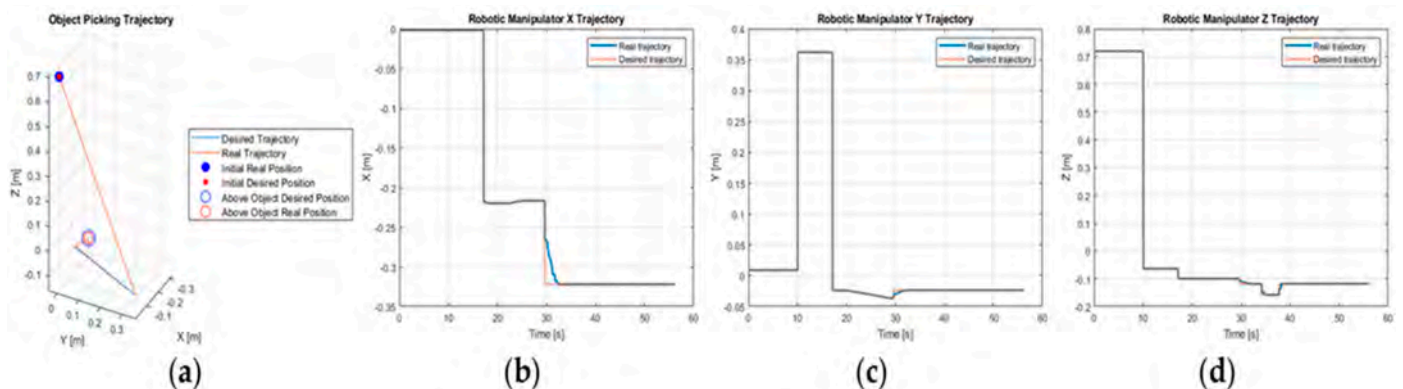 Object Picking Trajectory
0.7
0.6
0.5
0.4
0.3
0.2
0.1
0
-0.1
Z [m]
0
0.1
0.2
0.3
Y [m]
-0.3
-0.2
-0.1
X [m]
Desired Trajectory
Real Trajectory
Initial Real Position
Initial Desired Position
Above Object Desired Position
Above Object Real Position
(a)
Robotic Manipulator X Trajectory
Real trajectory
Desired trajectory
0
-0.05
-0.1
-0.15
-0.2
-0.25
-0.3
-0.35
X [m]
0 10 20 30 40 50 60
Time [s]
(b)
Robotic Manipulator Y Trajectory
Real trajectory
Desired trajectory
0.4
0.35
0.3
0.25
0.2
0.15
0.1
0.05
0
-0.05
Y [m]
0 10 20 30 40 50 60
Time [s]
(c)
Robotic Manipulator Z Trajectory
Real trajectory
Desired trajectory
0.8
0.7
0.6
0.5
0.4
0.3
0.2
0.1
0
-0.1
-0.2
Z [m]
0 10 20 30 40 50 60
Time [s]
(d)